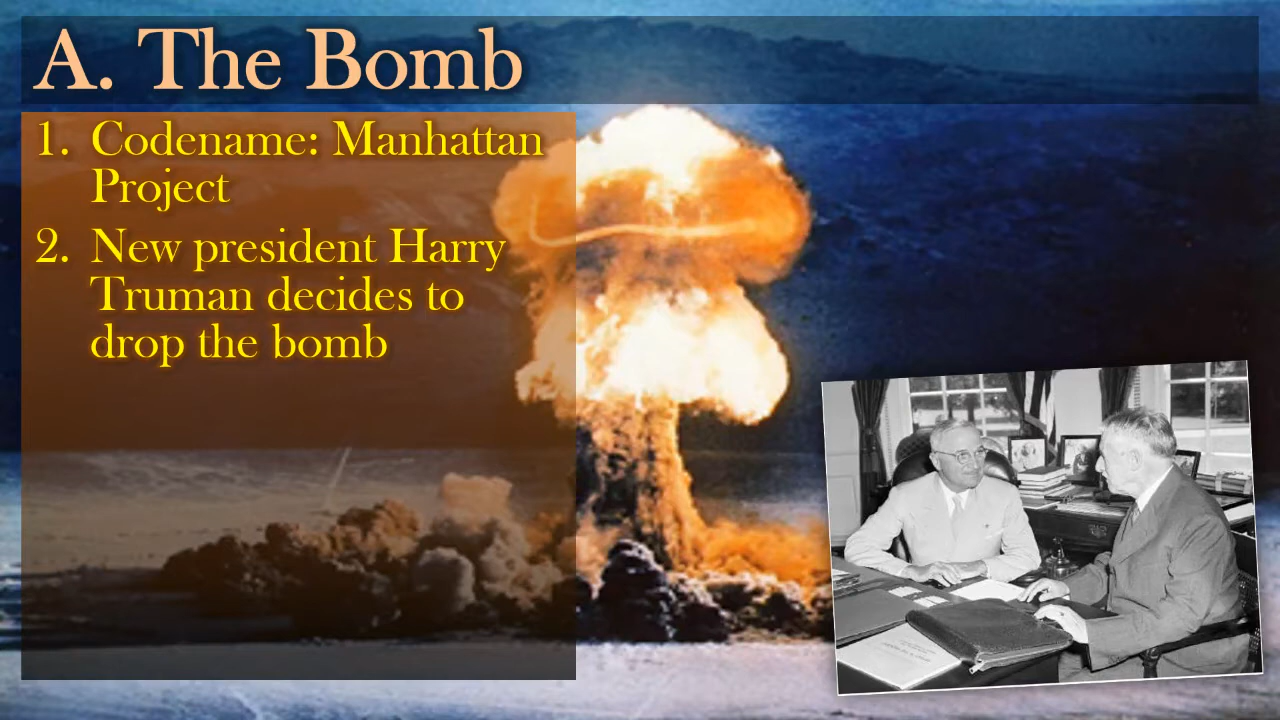 A. The Bomb
1. Codename: Manhattan
Project
2. New president Harry
Truman decides to
drop the bomb